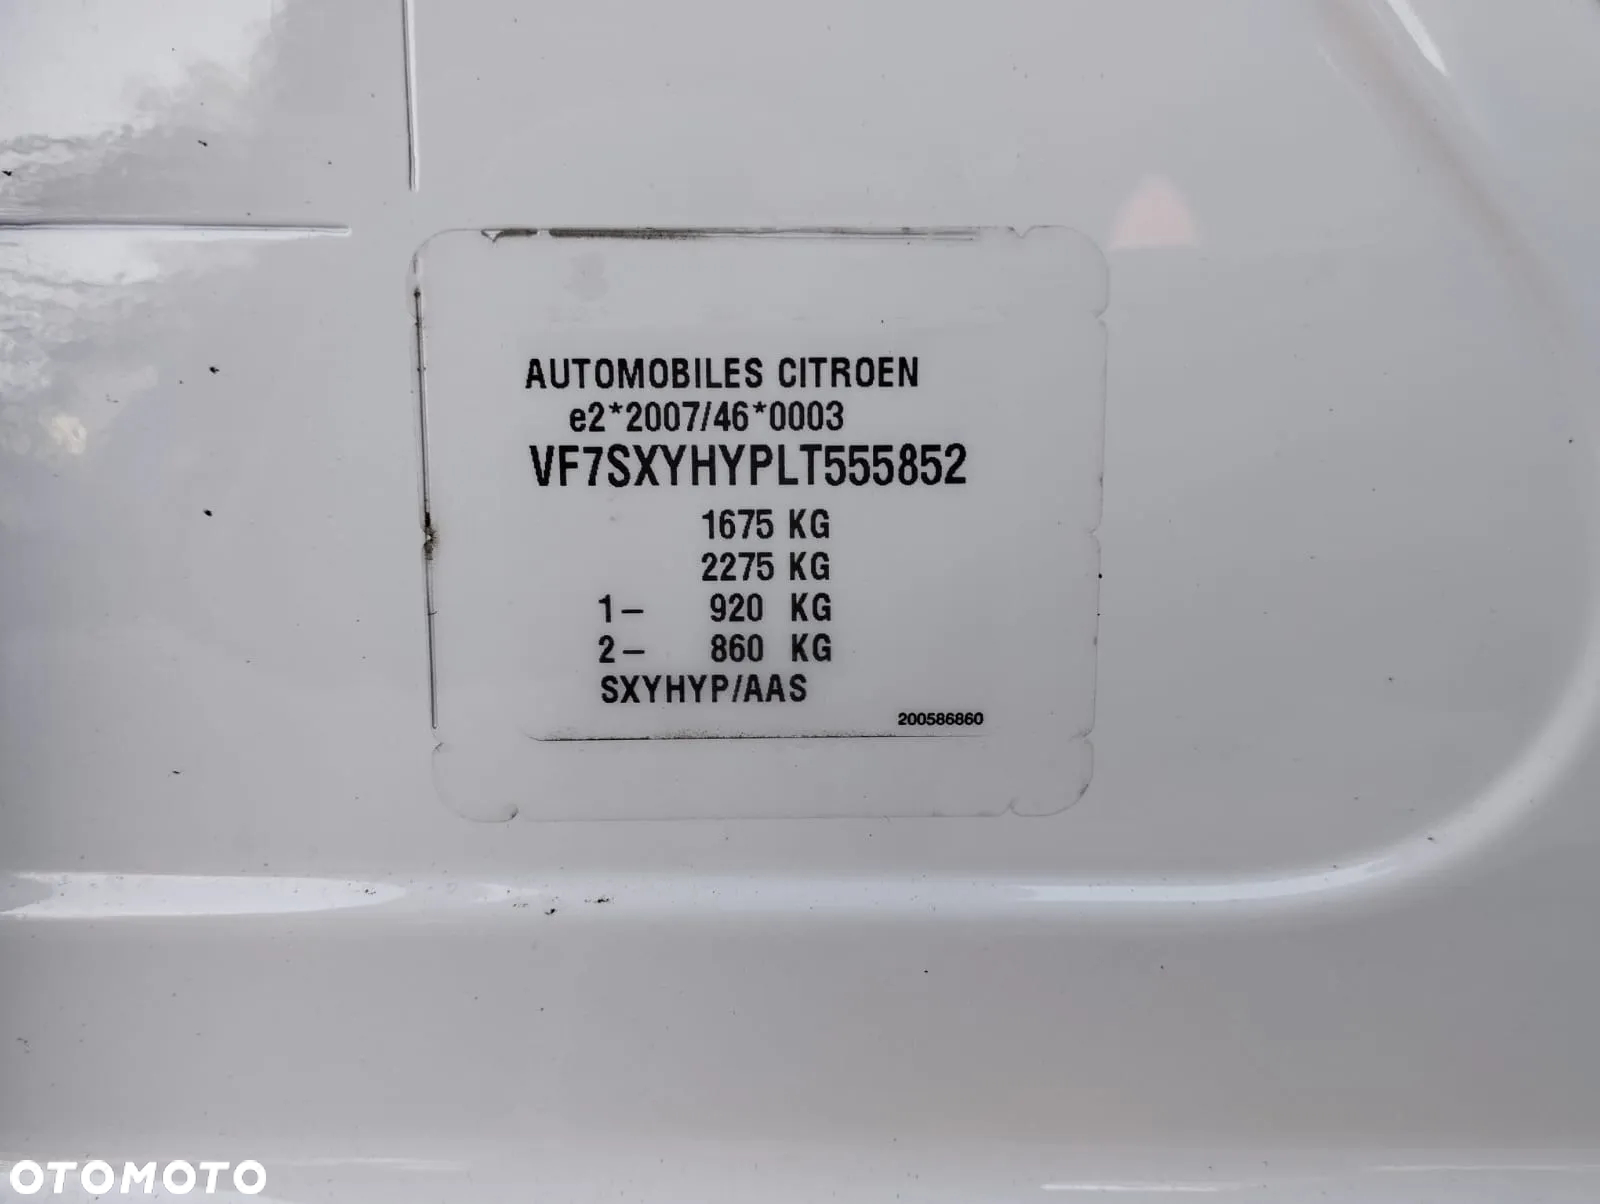 AUTOMOBILES CITROEN
e2*2007/46*0003
VF7SXYHYPLT555852
1675 KG
2275 KG
1– 920 KG
2– 860 KG
SXYHYP/AAS
200586860
OTOMOTO